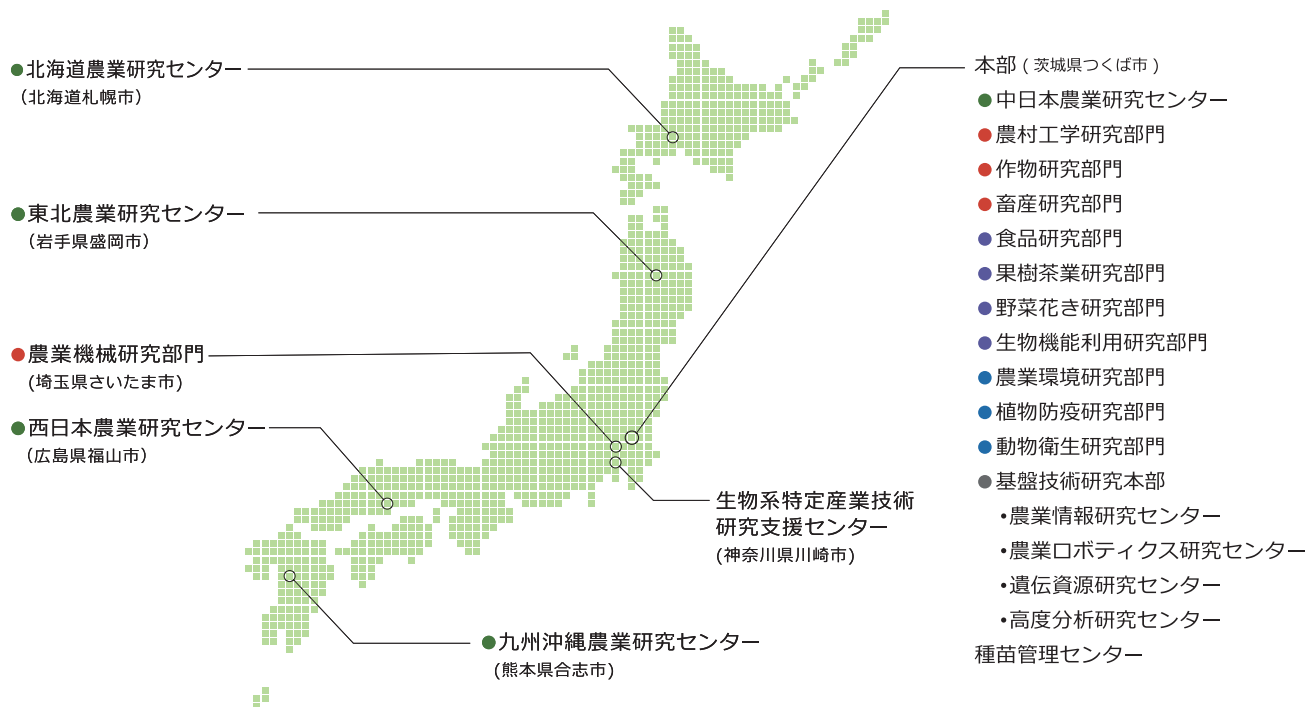 ●北海道農業研究センター
（北海道札幌市）
●東北農業研究センター
（岩手県盛岡市）
●農業機械研究部門
(埼玉県さいたま市)
●西日本農業研究センター
（広島県福山市）
生物系特定産業技術
研究支援センター
(神奈川県川崎市)
●九州沖縄農業研究センター
(熊本県合志市)
本部 ( 茨城県つくば市 )
●中日本農業研究センター
●農村工学研究部門
●作物研究部門
●畜産研究部門
●食品研究部門
●果樹茶業研究部門
●野菜花き研究部門
●生物機能利用研究部門
●農業環境研究部門
●植物防疫研究部門
●動物衛生研究部門
●基盤技術研究本部
・農業情報研究センター
・農業ロボティクス研究センター
・遺伝資源研究センター
・高度分析研究センター
種苗管理センター